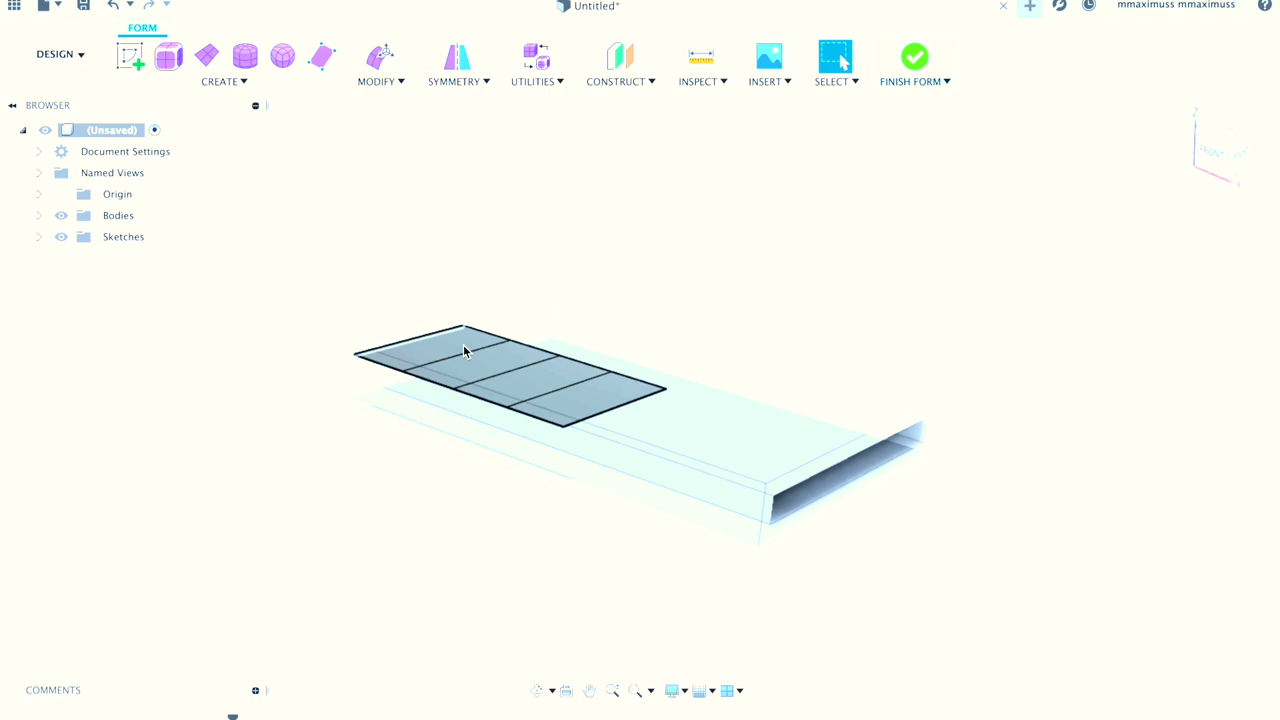 Untitled*
mmaximuss mmaximuss
FORM
DESIGN
CREATE
MODIFY
SYMMETRY
UTILITIES
CONSTRUCT
INSPECT
INSERT
SELECT
FINISH FORM
BROWSER
(Unsaved)
Document Settings
Named Views
Origin
Bodies
Sketches
Z
FRONT
COMMENTS